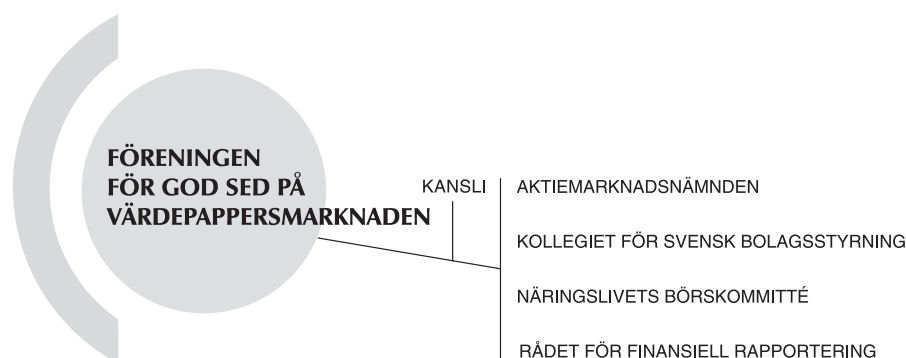 FÖRENINGEN
FÖR GOD SED PÅ
VÄRDEPAPPERSMARKNADEN
KANSLI
AKTIEMARKNADSNÄMNDEN
KOLLEGIET FÖR SVENSK BOLAGSSTYRNING
NÄRINGSLIVETS BÖRSKOMMITTÉ
RÅDET FÖR FINANSIELL RAPPORTERING